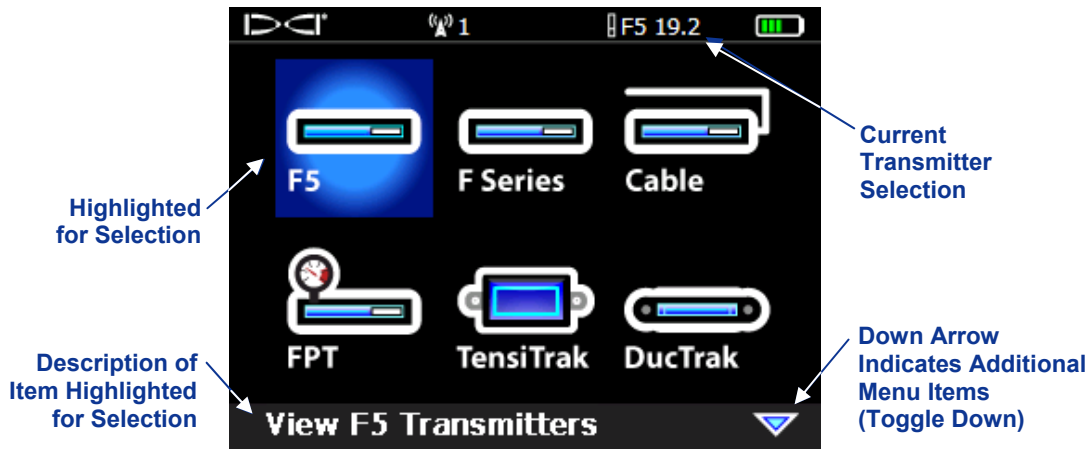 DCI
1
F5 19.2
F5
F Series
Cable
Current
Transmitter
Selection
Highlighted
for Selection
FPT
TensiTrak
DucTrak
Description of
Item Highlighted
for Selection
Down Arrow
Indicates Additional
Menu Items
(Toggle Down)
View F5 Transmitters